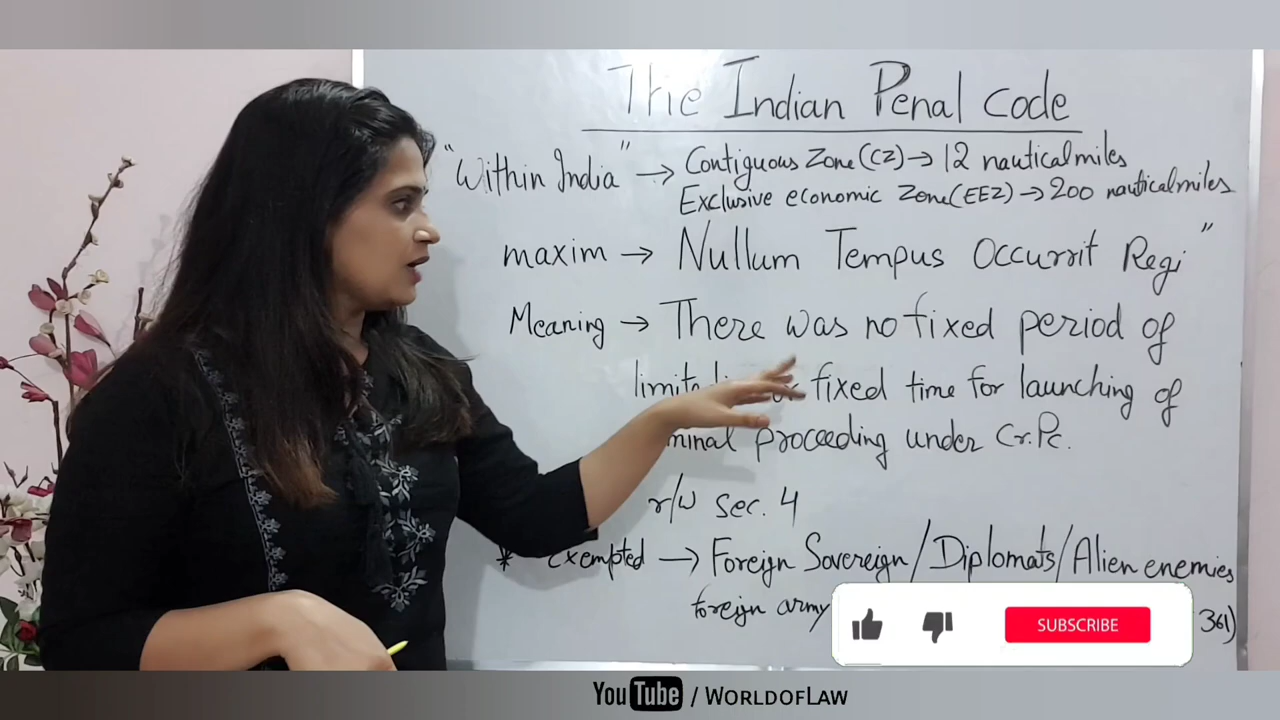 The Indian Penal Code
"Within India" → Contiguous Zone (CZ) → 12 nautical miles
Exclusive economic Zone (EEZ) → 200 nautical miles
maxim → Nullum Tempus Occurrit Regi"
Meaning → There was no fixed period of
fixed time for launching of
proceeding under Cr.Pc.
r/w sec. 4
* Exempted → Foreign Sovereign/Diplomats/Alien enemies
foreign army 361)
SUBSCRIBE
YouTube / WORLDOFLAW